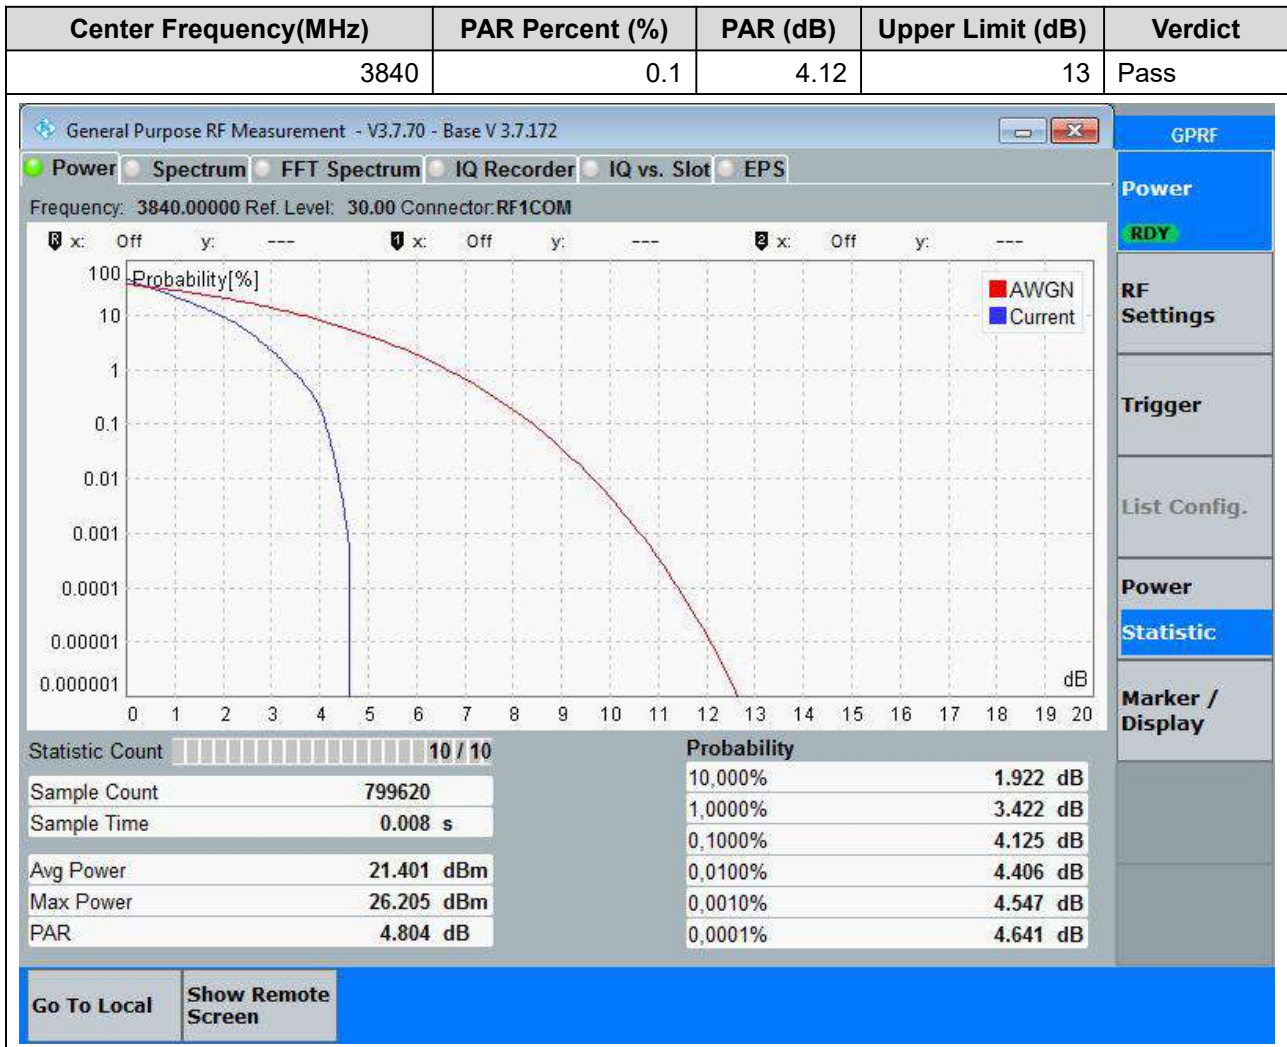 Center Frequency(MHz) PAR Percent (%) PAR (dB) Upper Limit (dB) Verdict
3840 0.1 4.12 13 Pass
General Purpose RF Measurement - V3.7.70 - Base V 3.7.172
GPRF
Power Spectrum FFT Spectrum IQ Recorder IQ vs. Slot EPS
Frequency: 3840.00000 Ref. Level: 30.00 Connector:RF1COM
R x: Off y: --- 1 x: Off y: --- 2 x: Off y: ---
Power
RDY
RF
Settings
Trigger
List Config.
Power
Statistic
Marker /
Display
Probability[%]
AWGN
Current
100
10
1
0.1
0.01
0.001
0.0001
0.00001
0.000001
dB
0 1 2 3 4 5 6 7 8 9 10 11 12 13 14 15 16 17 18 19 20
Statistic Count 10 / 10
Sample Count 799620
Sample Time 0.008 s
Avg Power 21.401 dBm
Max Power 26.205 dBm
PAR 4.804 dB
Probability
10,000% 1.922 dB
1,0000% 3.422 dB
0,1000% 4.125 dB
0,0100% 4.406 dB
0,0010% 4.547 dB
0,0001% 4.641 dB
Go To Local
Show Remote
Screen